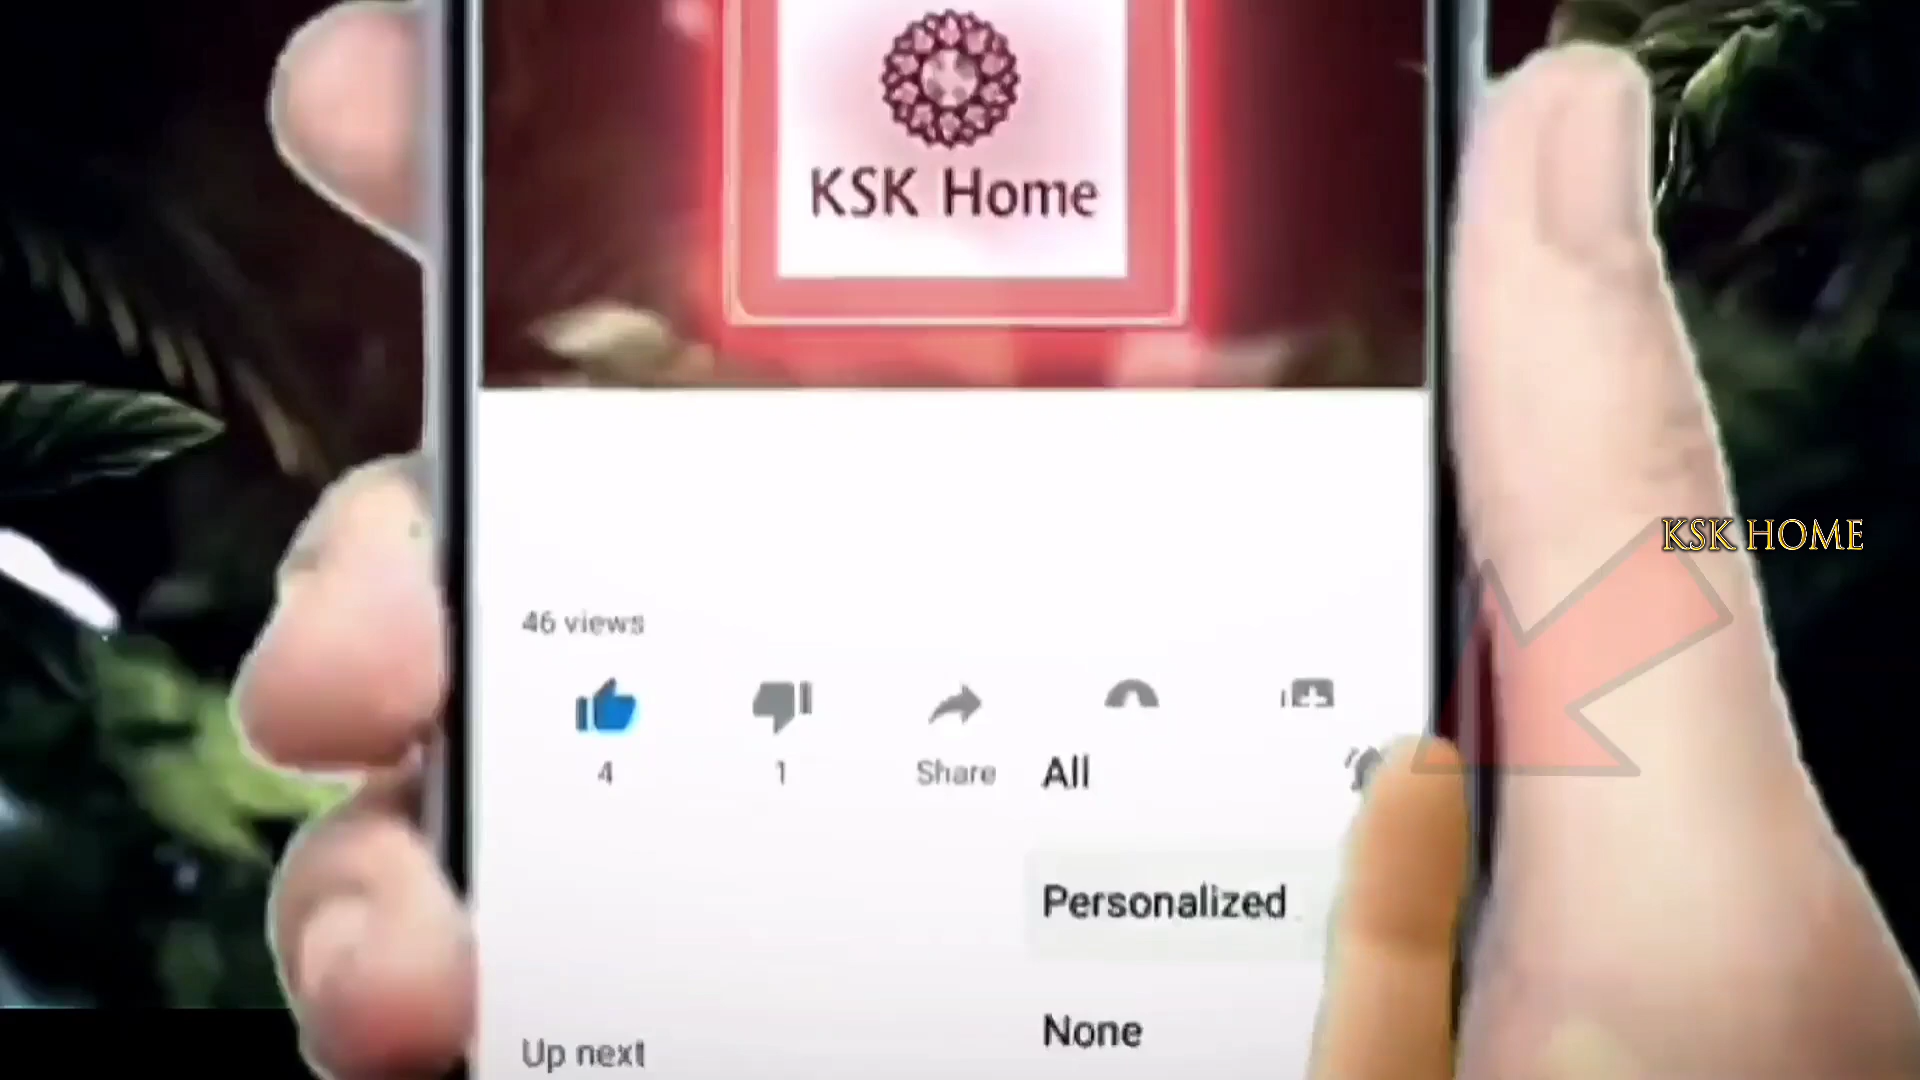 KSK Home
KSK HOME
46 views
4
1
Share
All
Personalized
None
Up next